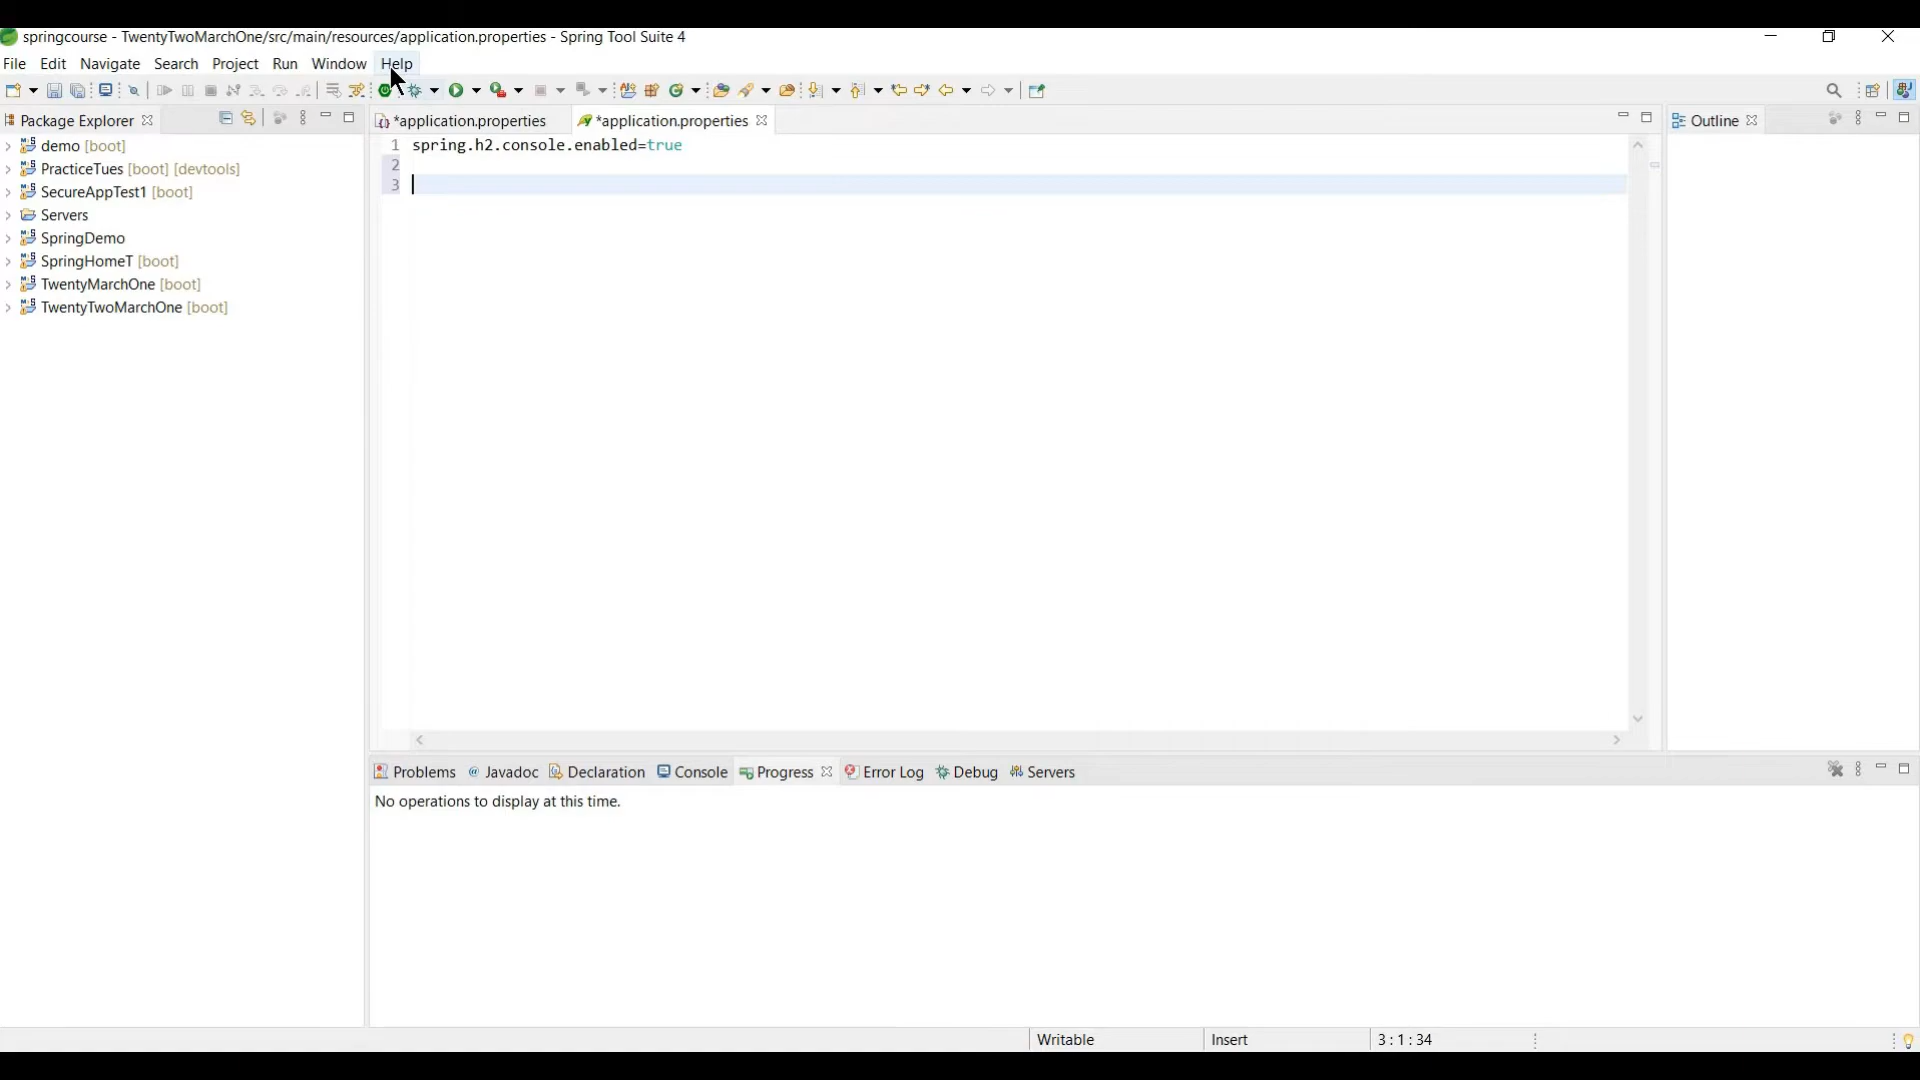 springcourse - TwentyTwoMarchOne/src/main/resources/application.properties - Spring Tool Suite 4
File Edit Navigate Search Project Run Window Help
Package Explorer
demo [boot]
PracticeTues [boot] [devtools]
SecureAppTest1 [boot]
Servers
SpringDemo
SpringHomeT [boot]
TwentyMarchOne [boot]
TwentyTwoMarchOne [boot]
*application.properties *application.properties
1 spring.h2.console.enabled=true
2
3
Outline
Problems Javadoc Declaration Console Progress Error Log Debug Servers
No operations to display at this time.
Writable Insert 3 : 1 : 34